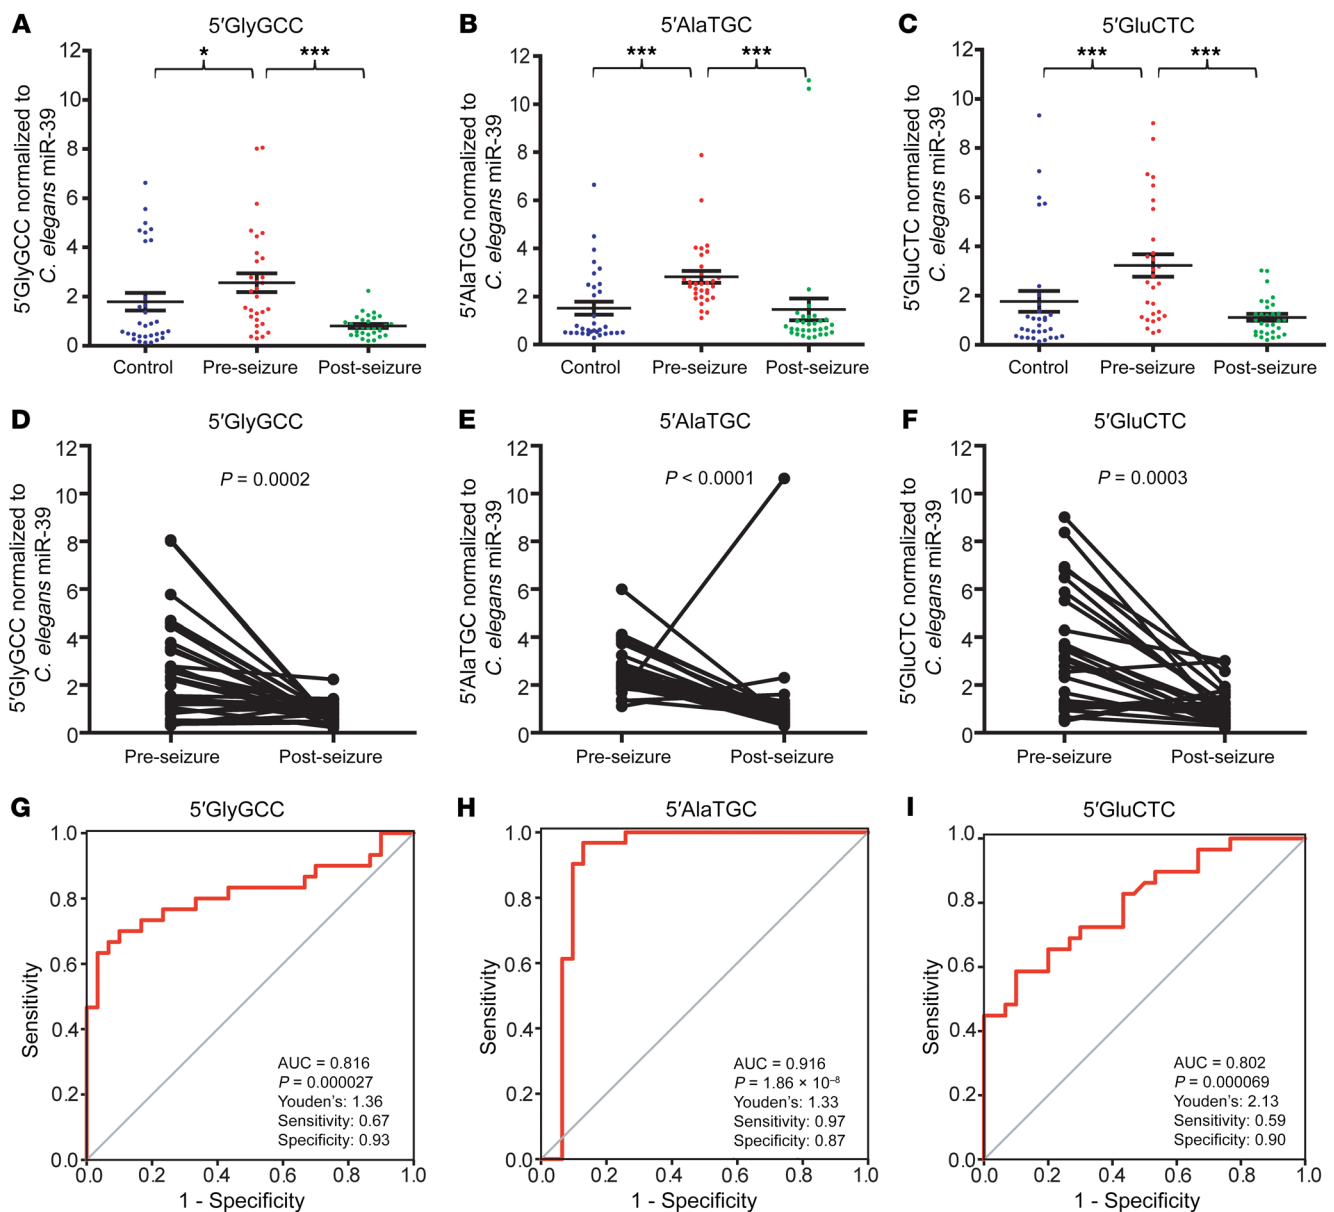 A
5′GlyGCC
5′GlyGCC normalized to
C. elegans miR-39
12
10
8
6
4
2
0
*
***
Control
Pre-seizure
Post-seizure
B
5′AlaTGC
5′AlaTGC normalized to
C. elegans miR-39
12
10
8
6
4
2
0
***
***
Control
Pre-seizure
Post-seizure
C
5′GluCTC
5′GluCTC normalized to
C. elegans miR-39
12
10
8
6
4
2
0
***
***
Control
Pre-seizure
Post-seizure
D
5′GlyGCC
5′GlyGCC normalized to
C. elegans miR-39
12
10
8
6
4
2
0
P = 0.0002
Pre-seizure
Post-seizure
E
5′AlaTGC
5′AlaTGC normalized to
C. elegans miR-39
12
10
8
6
4
2
0
P < 0.0001
Pre-seizure
Post-seizure
F
5′GluCTC
5′GluCTC normalized to
C. elegans miR-39
12
10
8
6
4
2
0
P = 0.0003
Pre-seizure
Post-seizure
G
5′GlyGCC
Sensitivity
1.0
0.8
0.6
0.4
0.2
0.0
AUC = 0.816
P = 0.000027
Youden's: 1.36
Sensitivity: 0.67
Specificity: 0.93
0.0
0.2
0.4
0.6
0.8
1.0
1 - Specificity
H
5′AlaTGC
Sensitivity
1.0
0.8
0.6
0.4
0.2
0.0
AUC = 0.916
P = 1.86 × 10⁻⁸
Youden's: 1.33
Sensitivity: 0.97
Specificity: 0.87
0.0
0.2
0.4
0.6
0.8
1.0
1 - Specificity
I
5′GluCTC
Sensitivity
1.0
0.8
0.6
0.4
0.2
0.0
AUC = 0.802
P = 0.000069
Youden's: 2.13
Sensitivity: 0.59
Specificity: 0.90
0.0
0.2
0.4
0.6
0.8
1.0
1 - Specificity